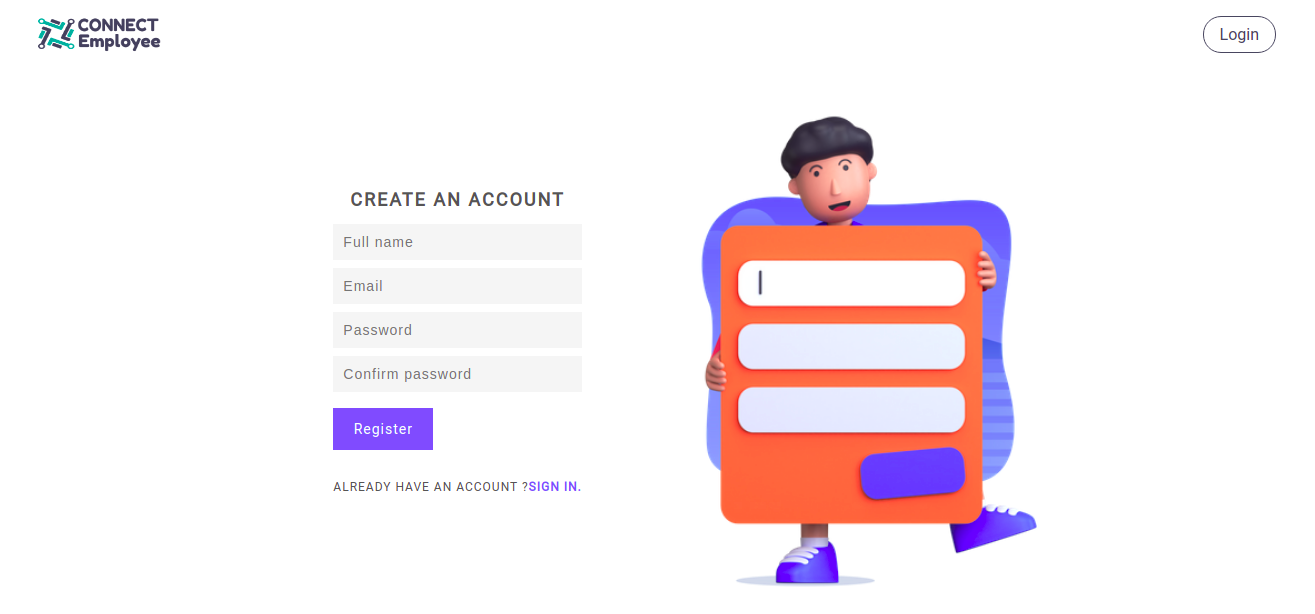 CONNECT
Employee
Login
CREATE AN ACCOUNT
Full name
Email
Password
Confirm password
Register
ALREADY HAVE AN ACCOUNT ?SIGN IN.